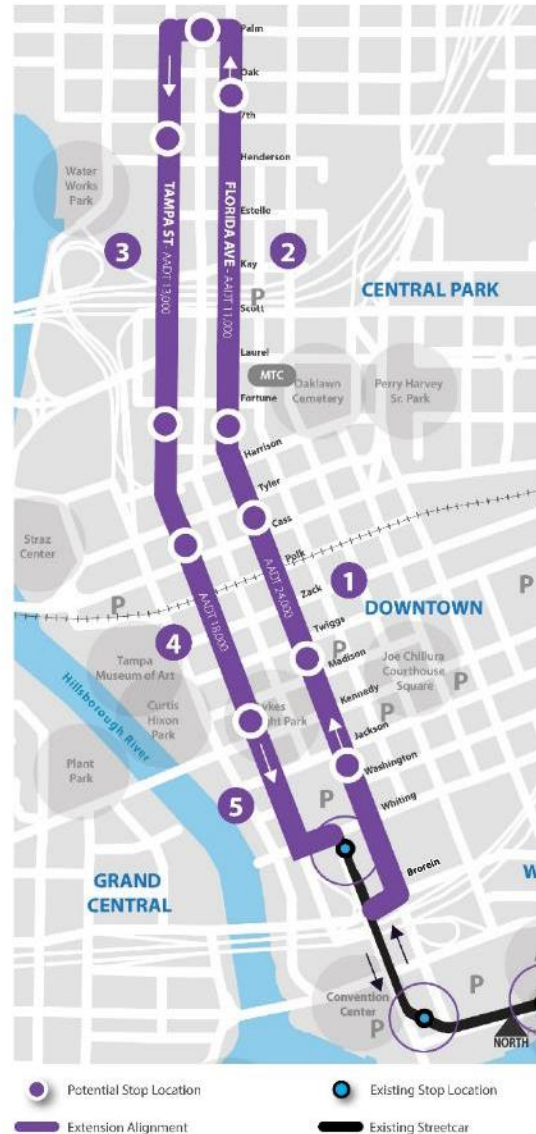 Palm
Oak
7th
Henderson
Water
Works
Park
Estelle
TAMPA ST - AADT 13,000
FLORIDA AVE - AADT 11,000
3
2
Kay
P
CENTRAL PARK
Scott
Laurel
MTC
Fortune
Oaklawn
Cemetery
Perry Harvey
Sr. Park
Harrison
Tyler
Cass
Straz
Center
Polk
AADT 24,000
Zack
1
P
P
DOWNTOWN
AADT 18,000
Twiggs
4
P
Madison
Tampa
Museum of Art
Joe Chillura
Courthouse
Square
P
Hillsborough River
Curtis
Hixon
Park
Kennedy
P
Jackson
Plant
Park
Washington
5
P
Whiting
GRAND
CENTRAL
Brorein
W
Convention
Center
P
P
NORTH
Potential Stop Location
Existing Stop Location
Extension Alignment
Existing Streetcar